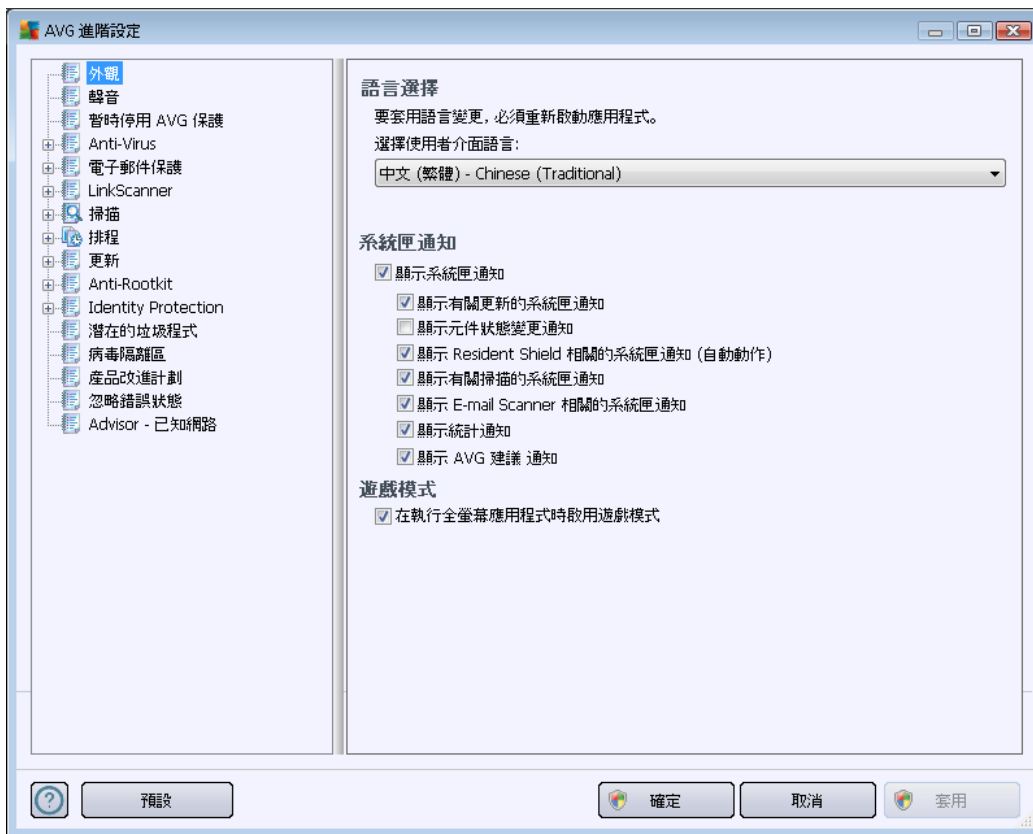 AVG 進階設定
外觀
聲音
暫時停用 AVG 保護
Anti-Virus
電子郵件保護
LinkScanner
掃描
排程
更新
Anti-Rootkit
Identity Protection
潛在的垃圾程式
病毒隔離區
產品改進計劃
忽略錯誤狀態
Advisor - 已知網路
語言選擇
要套用語言變更, 必須重新啟動應用程式。
選擇使用者介面語言:
中文 (繁體) - Chinese (Traditional)
系統匣通知
顯示系統匣通知
顯示有關更新的系統匣通知
顯示元件狀態變更通知
顯示 Resident Shield 相關的系統匣通知 (自動動作)
顯示有關掃描的系統匣通知
顯示 E-mail Scanner 相關的系統匣通知
顯示統計通知
顯示 AVG 建議 通知
遊戲模式
在執行全螢幕應用程式時啟用遊戲模式
?
預設
確定
取消
套用